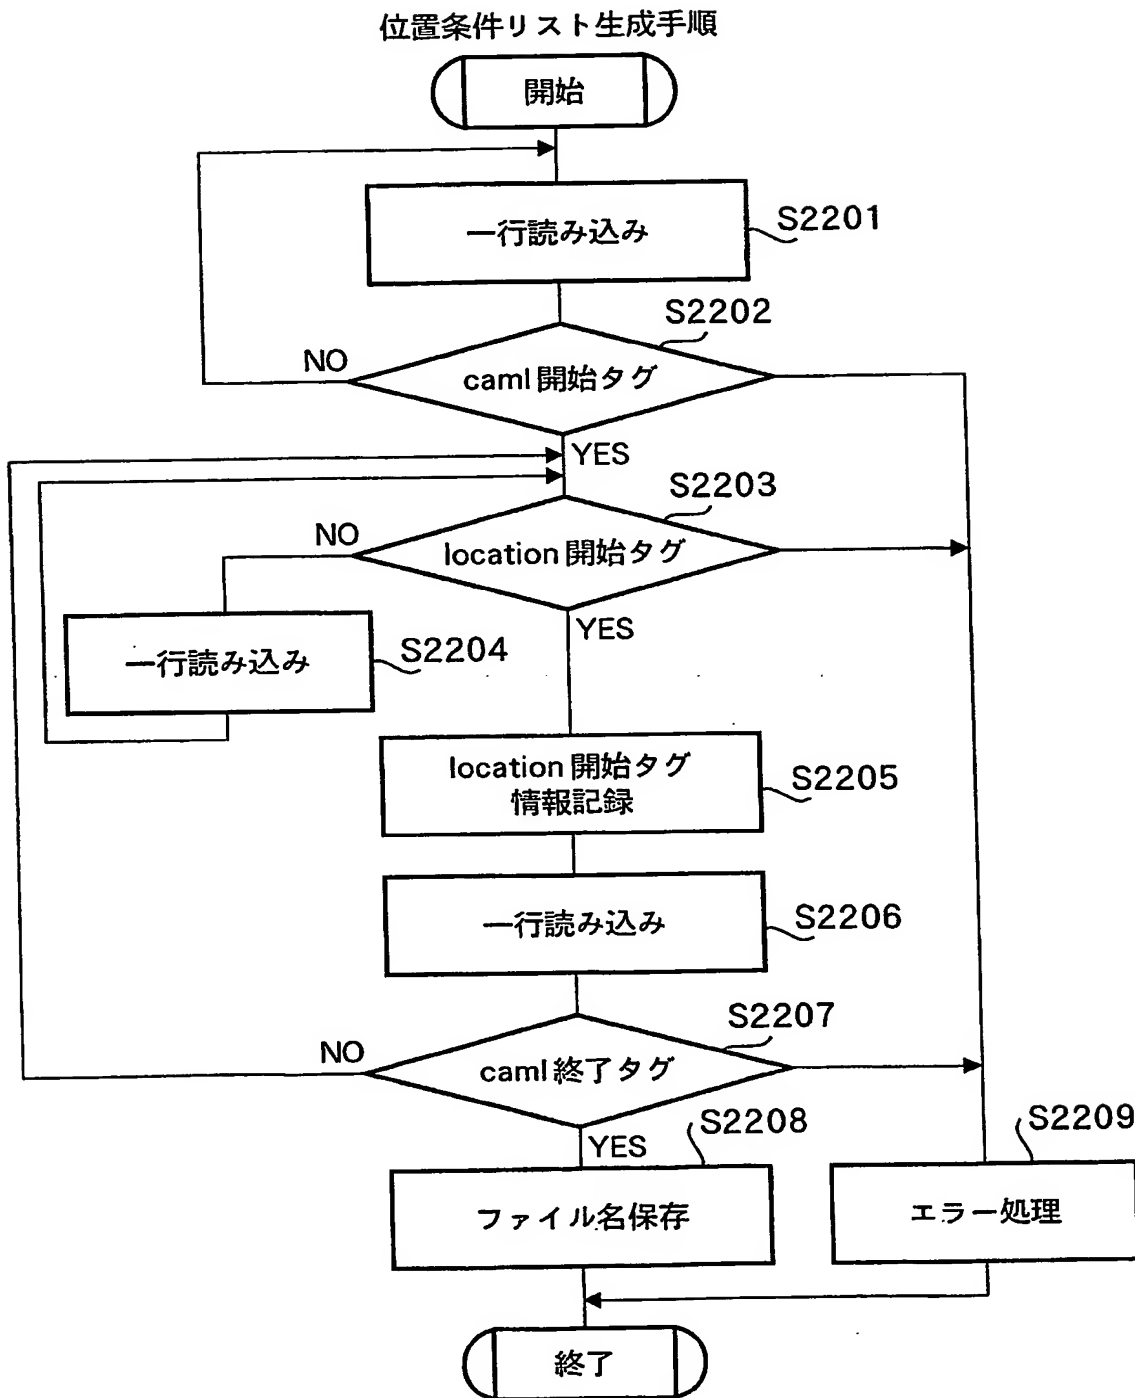 位置条件リスト生成手順
開始
一行読み込み
S2201
S2202
NO
caml 開始タグ
YES
S2203
NO
location 開始タグ
YES
一行読み込み
S2204
location 開始タグ
情報記録
S2205
一行読み込み
S2206
S2207
NO
caml 終了タグ
YES
S2208
S2209
ファイル名保存
エラー処理
終了